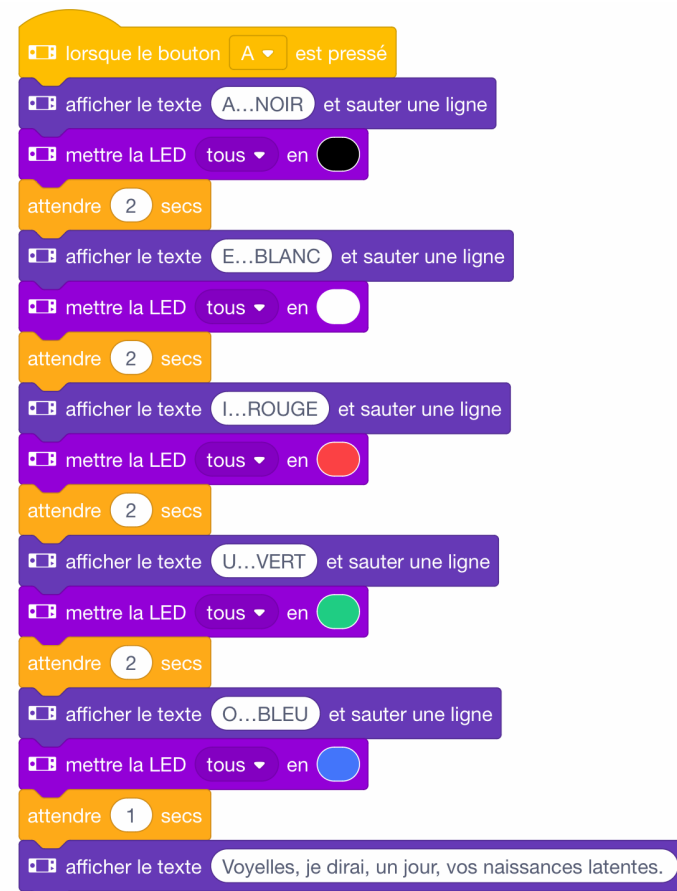 lorsque le bouton A est pressé
afficher le texte A...NOIR et sauter une ligne
mettre la LED tous en
attendre 2 secs
afficher le texte E...BLANC et sauter une ligne
mettre la LED tous en
attendre 2 secs
afficher le texte I...ROUGE et sauter une ligne
mettre la LED tous en
attendre 2 secs
afficher le texte U...VERT et sauter une ligne
mettre la LED tous en
attendre 2 secs
afficher le texte O...BLEU et sauter une ligne
mettre la LED tous en
attendre 1 secs
afficher le texte Voyelles, je dirai, un jour, vos naissances latentes.